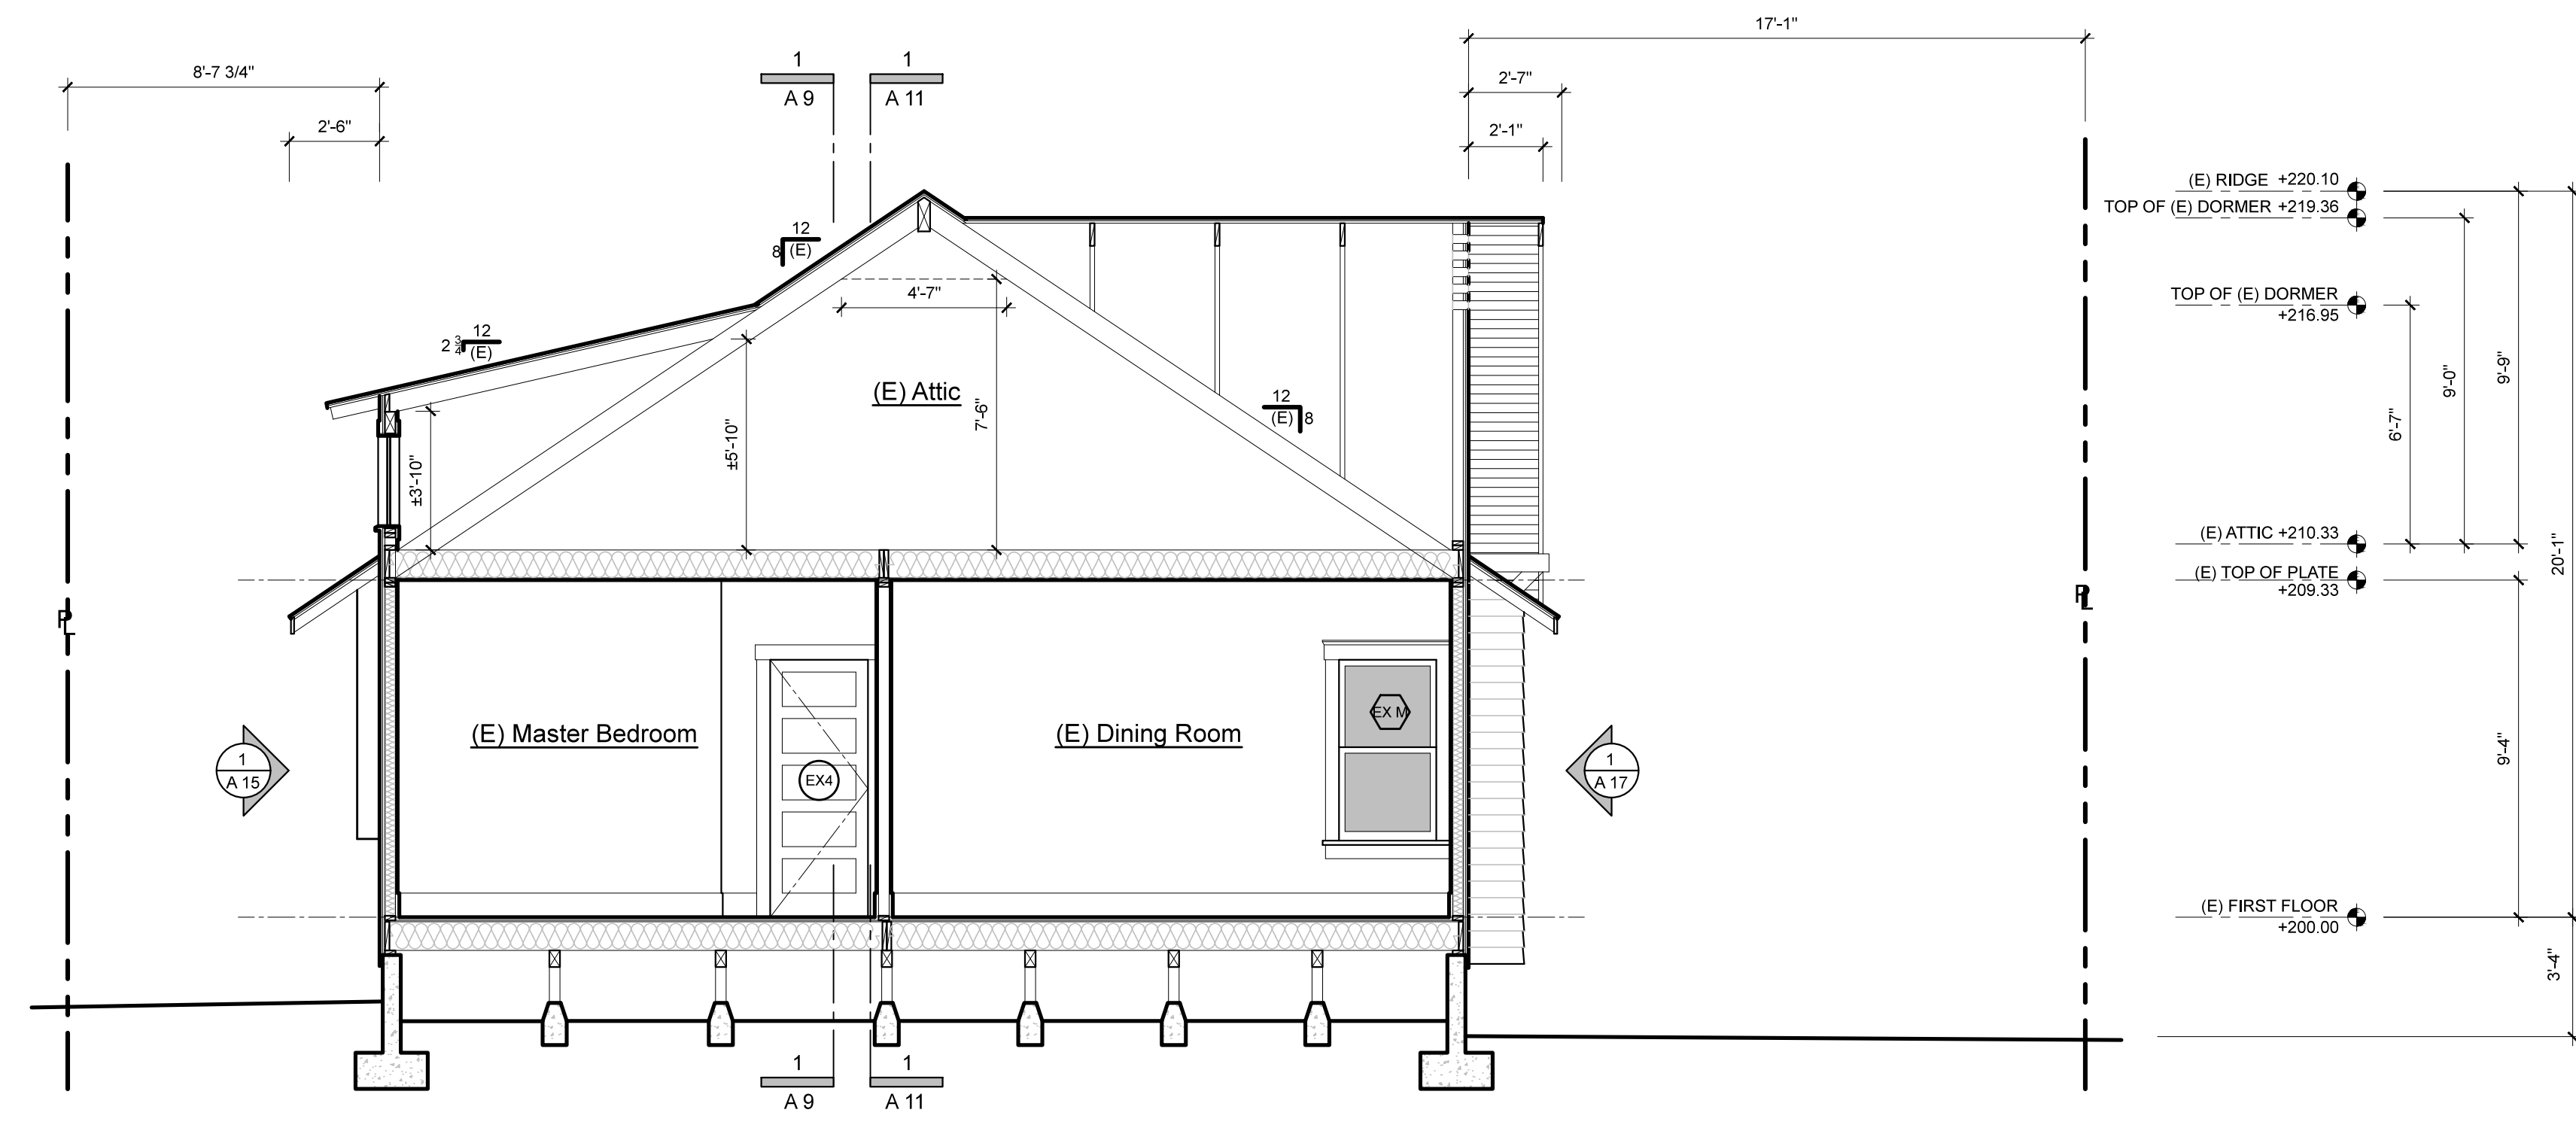 17'-1"
8'-7 3/4"
1
A 9
1
A 11
2'-7"
2'-6"
2'-1"
(E) RIDGE +220.10
TOP OF (E) DORMER +219.36
12
8 (E)
4'-7"
TOP OF (E) DORMER
+216.95
12
2 3/4 (E)
(E) Attic
12
(E) 8
±3'-10"
±5'-10"
7'-6"
6'-7"
9'-0"
9'-9"
20'-1"
(E) ATTIC +210.33
(E) TOP OF PLATE
+209.33
PL
PL
(E) Master Bedroom
(E) Dining Room
EX M
EX4
1
A 15
1
A 17
9'-4"
(E) FIRST FLOOR
+200.00
3'-4"
1
A 9
1
A 11